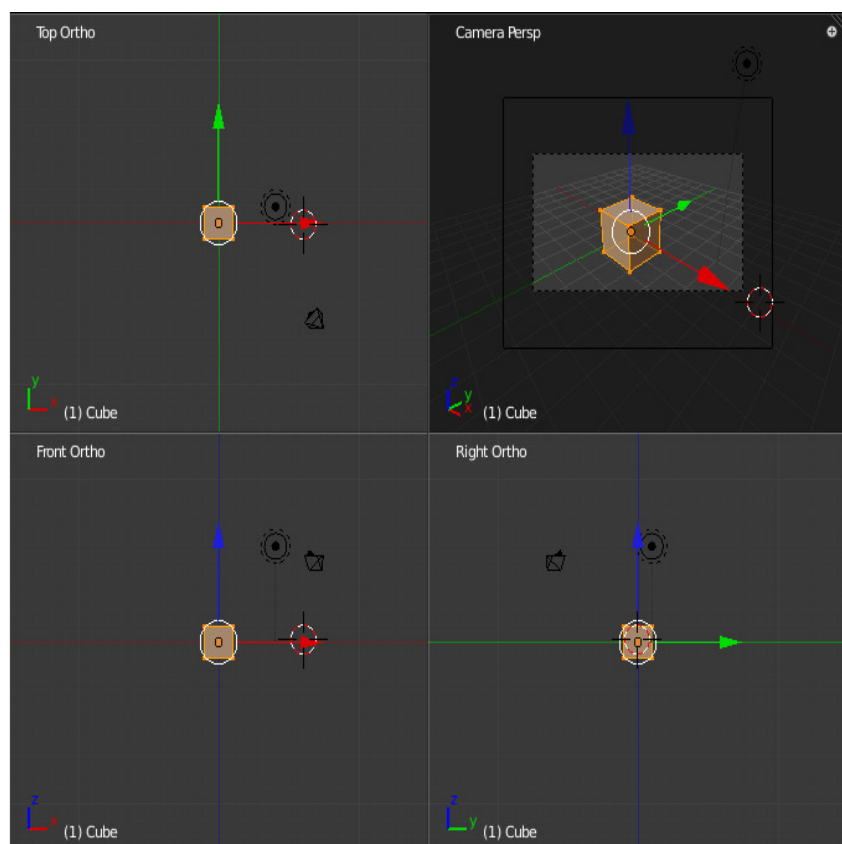 Top Ortho
y
x
(1) Cube
Camera Persp
z
y
x
(1) Cube
Front Ortho
z
x
(1) Cube
Right Ortho
z
y
(1) Cube